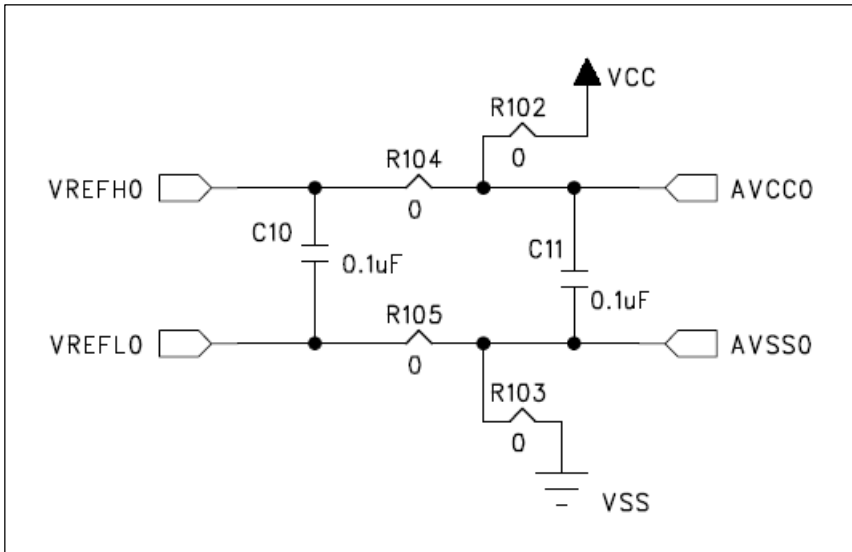 VCC
R102
0
R104
0
VREFH0
AVCC0
C10
0.1uF
C11
0.1uF
R105
0
VREFL0
AVSS0
R103
0
VSS